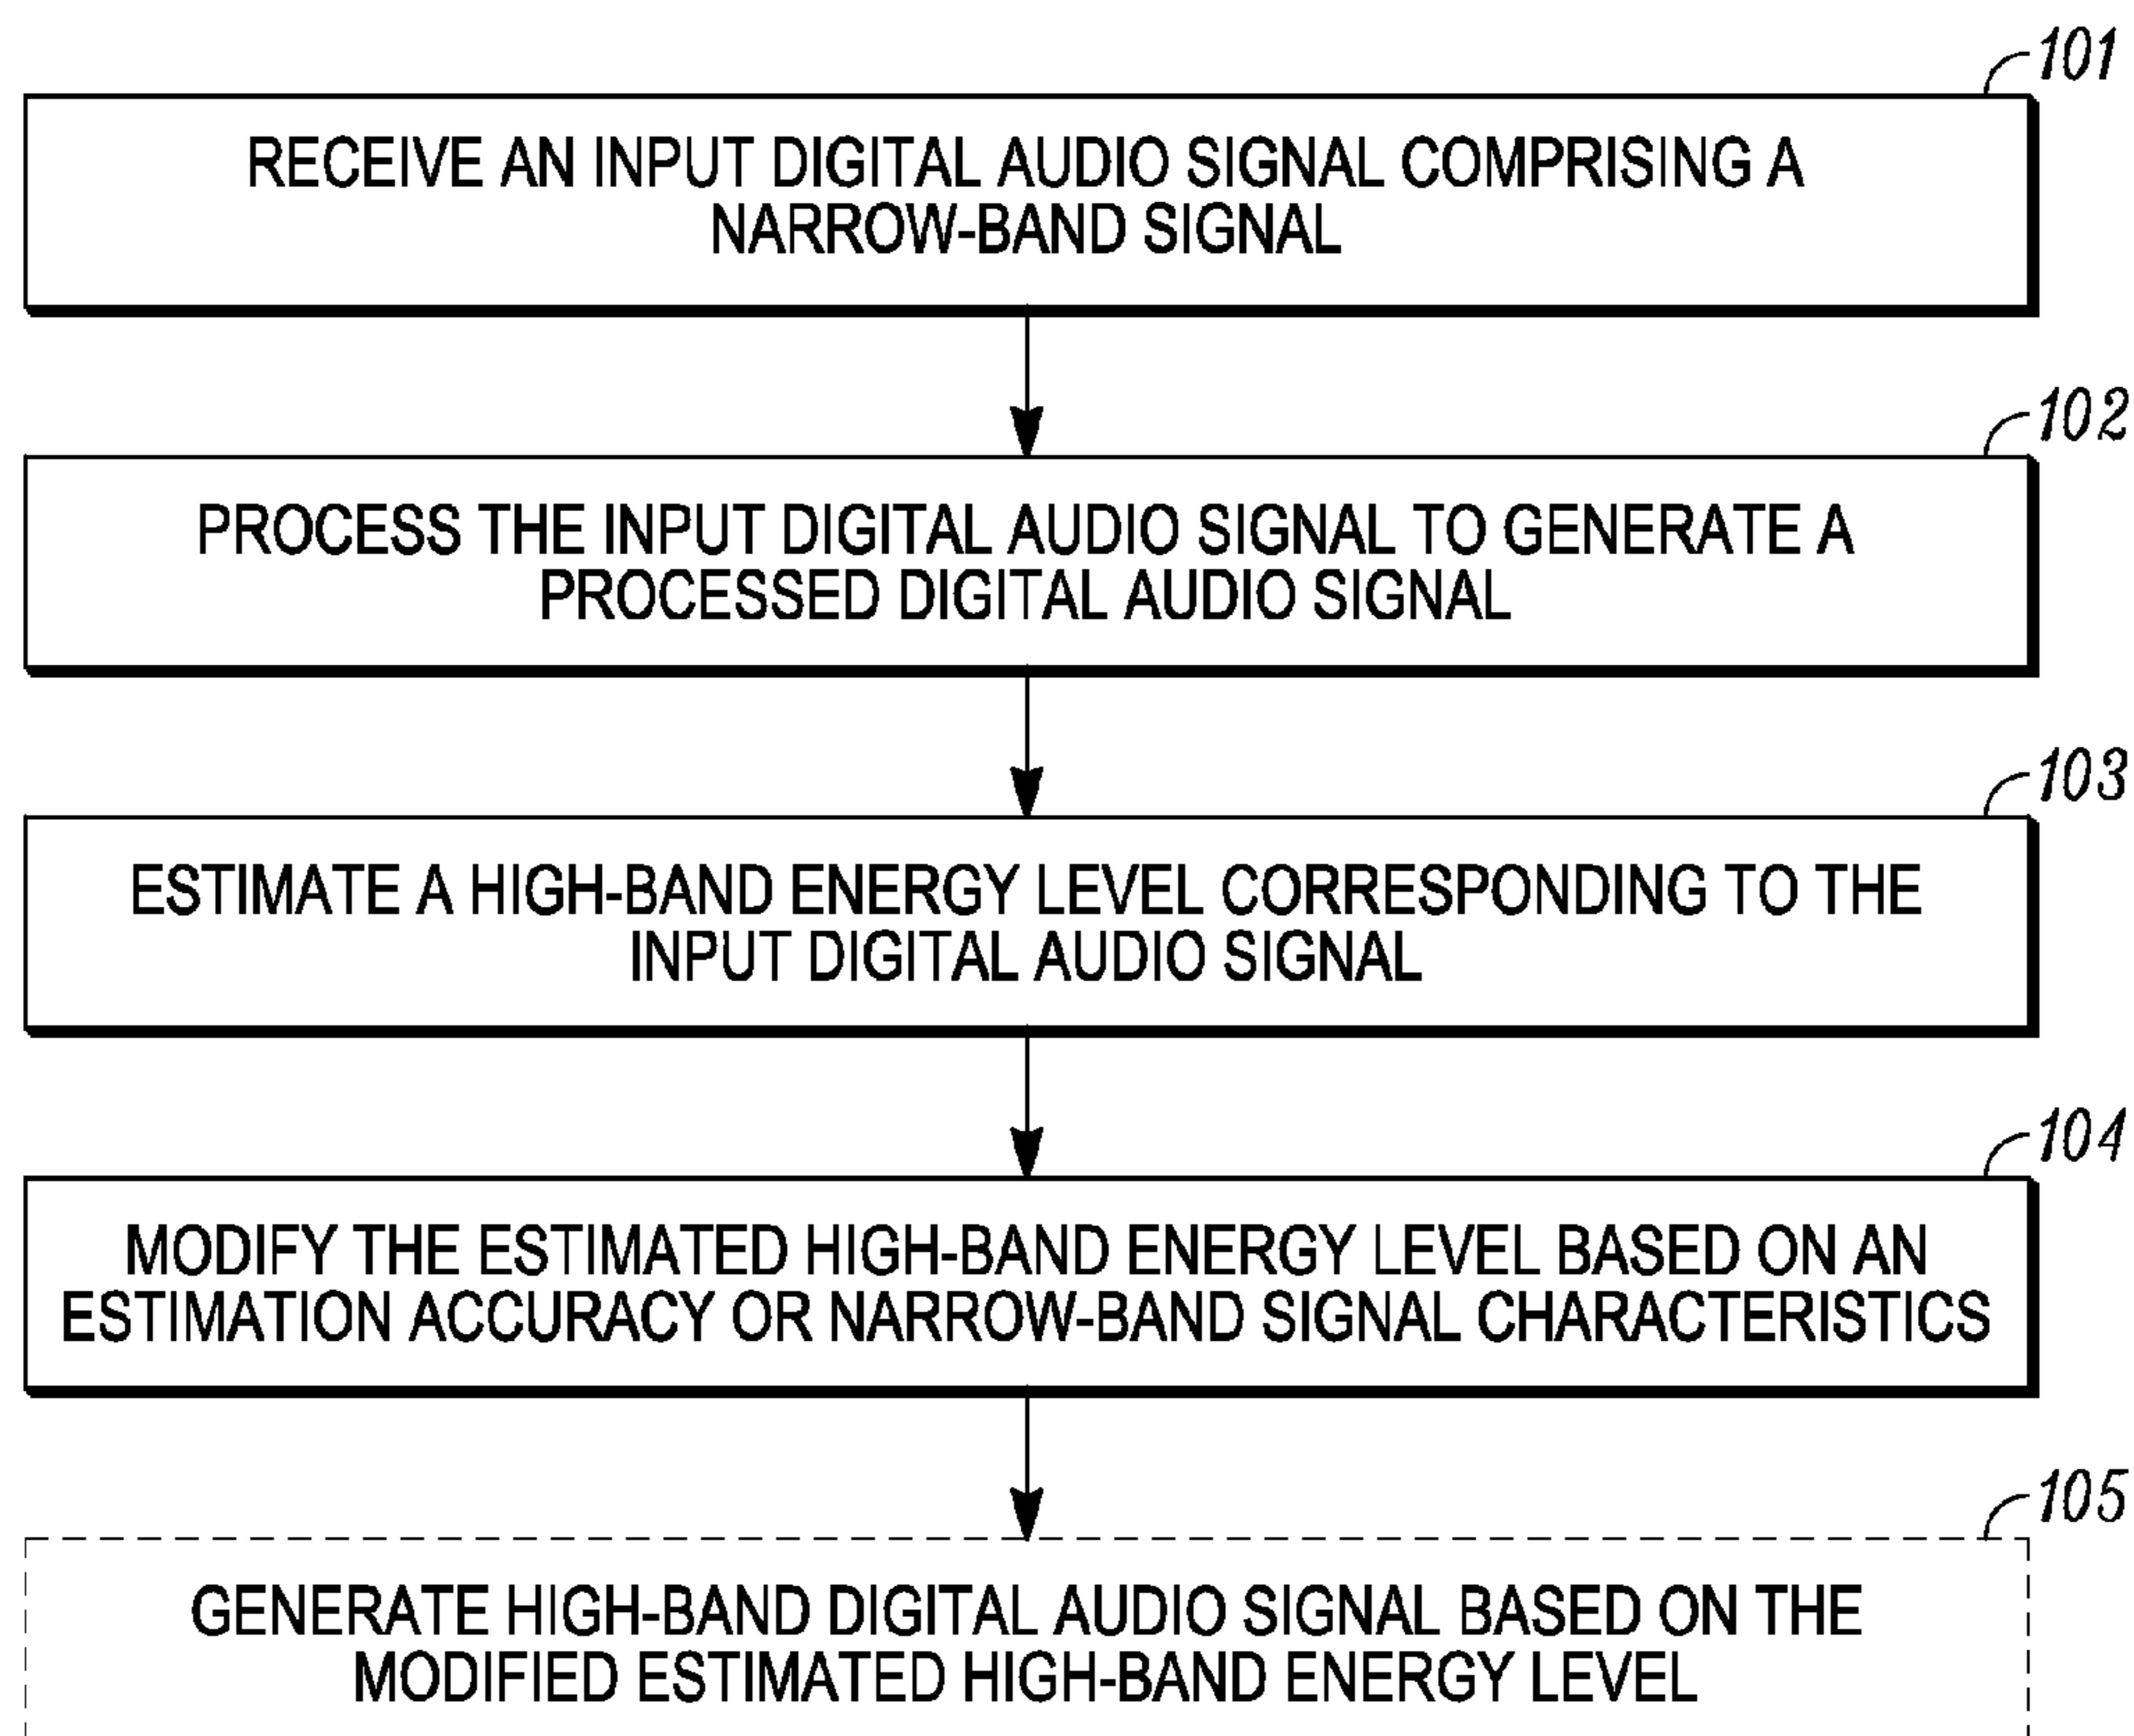 101
RECEIVE AN INPUT DIGITAL AUDIO SIGNAL COMPRISING A
NARROW-BAND SIGNAL
102
PROCESS THE INPUT DIGITAL AUDIO SIGNAL TO GENERATE A
PROCESSED DIGITAL AUDIO SIGNAL
103
ESTIMATE A HIGH-BAND ENERGY LEVEL CORRESPONDING TO THE
INPUT DIGITAL AUDIO SIGNAL
104
MODIFY THE ESTIMATED HIGH-BAND ENERGY LEVEL BASED ON AN
ESTIMATION ACCURACY OR NARROW-BAND SIGNAL CHARACTERISTICS
105
GENERATE HIGH-BAND DIGITAL AUDIO SIGNAL BASED ON THE
MODIFIED ESTIMATED HIGH-BAND ENERGY LEVEL